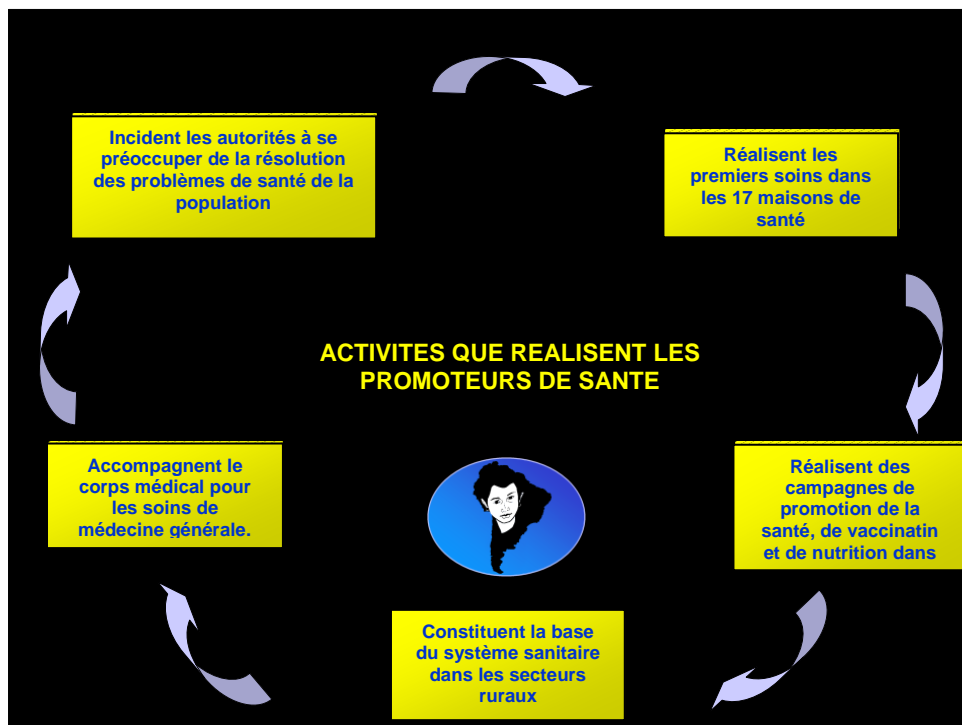 Incident les autorités à se
préoccuper de la résolution
des problèmes de santé de la
population
Réalisent les
premiers soins dans
les 17 maisons de
santé
ACTIVITES QUE REALISENT LES
PROMOTEURS DE SANTE
Accompagnent le
corps médical pour
les soins de
médecine générale.
Réalisent des
campagnes de
promotion de la
santé, de vaccinatin
et de nutrition dans
Constituent la base
du système sanitaire
dans les secteurs
ruraux